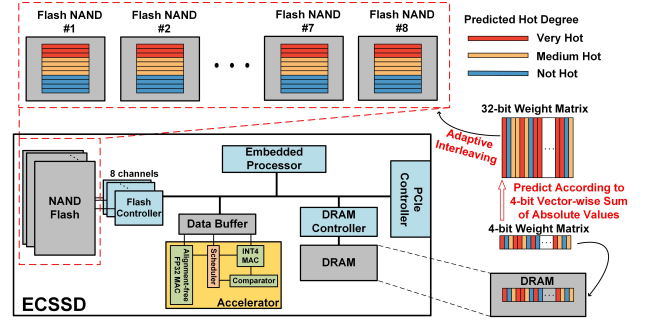 Flash NAND
#1
Flash NAND
#2
Flash NAND
#7
Flash NAND
#8
Predicted Hot Degree
Very Hot
Medium Hot
Not Hot
32-bit Weight Matrix
Adaptive
Interleaving
Predict According to
4-bit Vector-wise Sum
of Absolute Values
4-bit Weight Matrix
DRAM
Embedded
Processor
8 channels
NAND
Flash
Flash
Controller
PCIe
Controller
Data Buffer
DRAM
Controller
DRAM
Alignment-free
FP32 MAC
Scheduler
INT4
MAC
Comparator
Accelerator
ECSSD